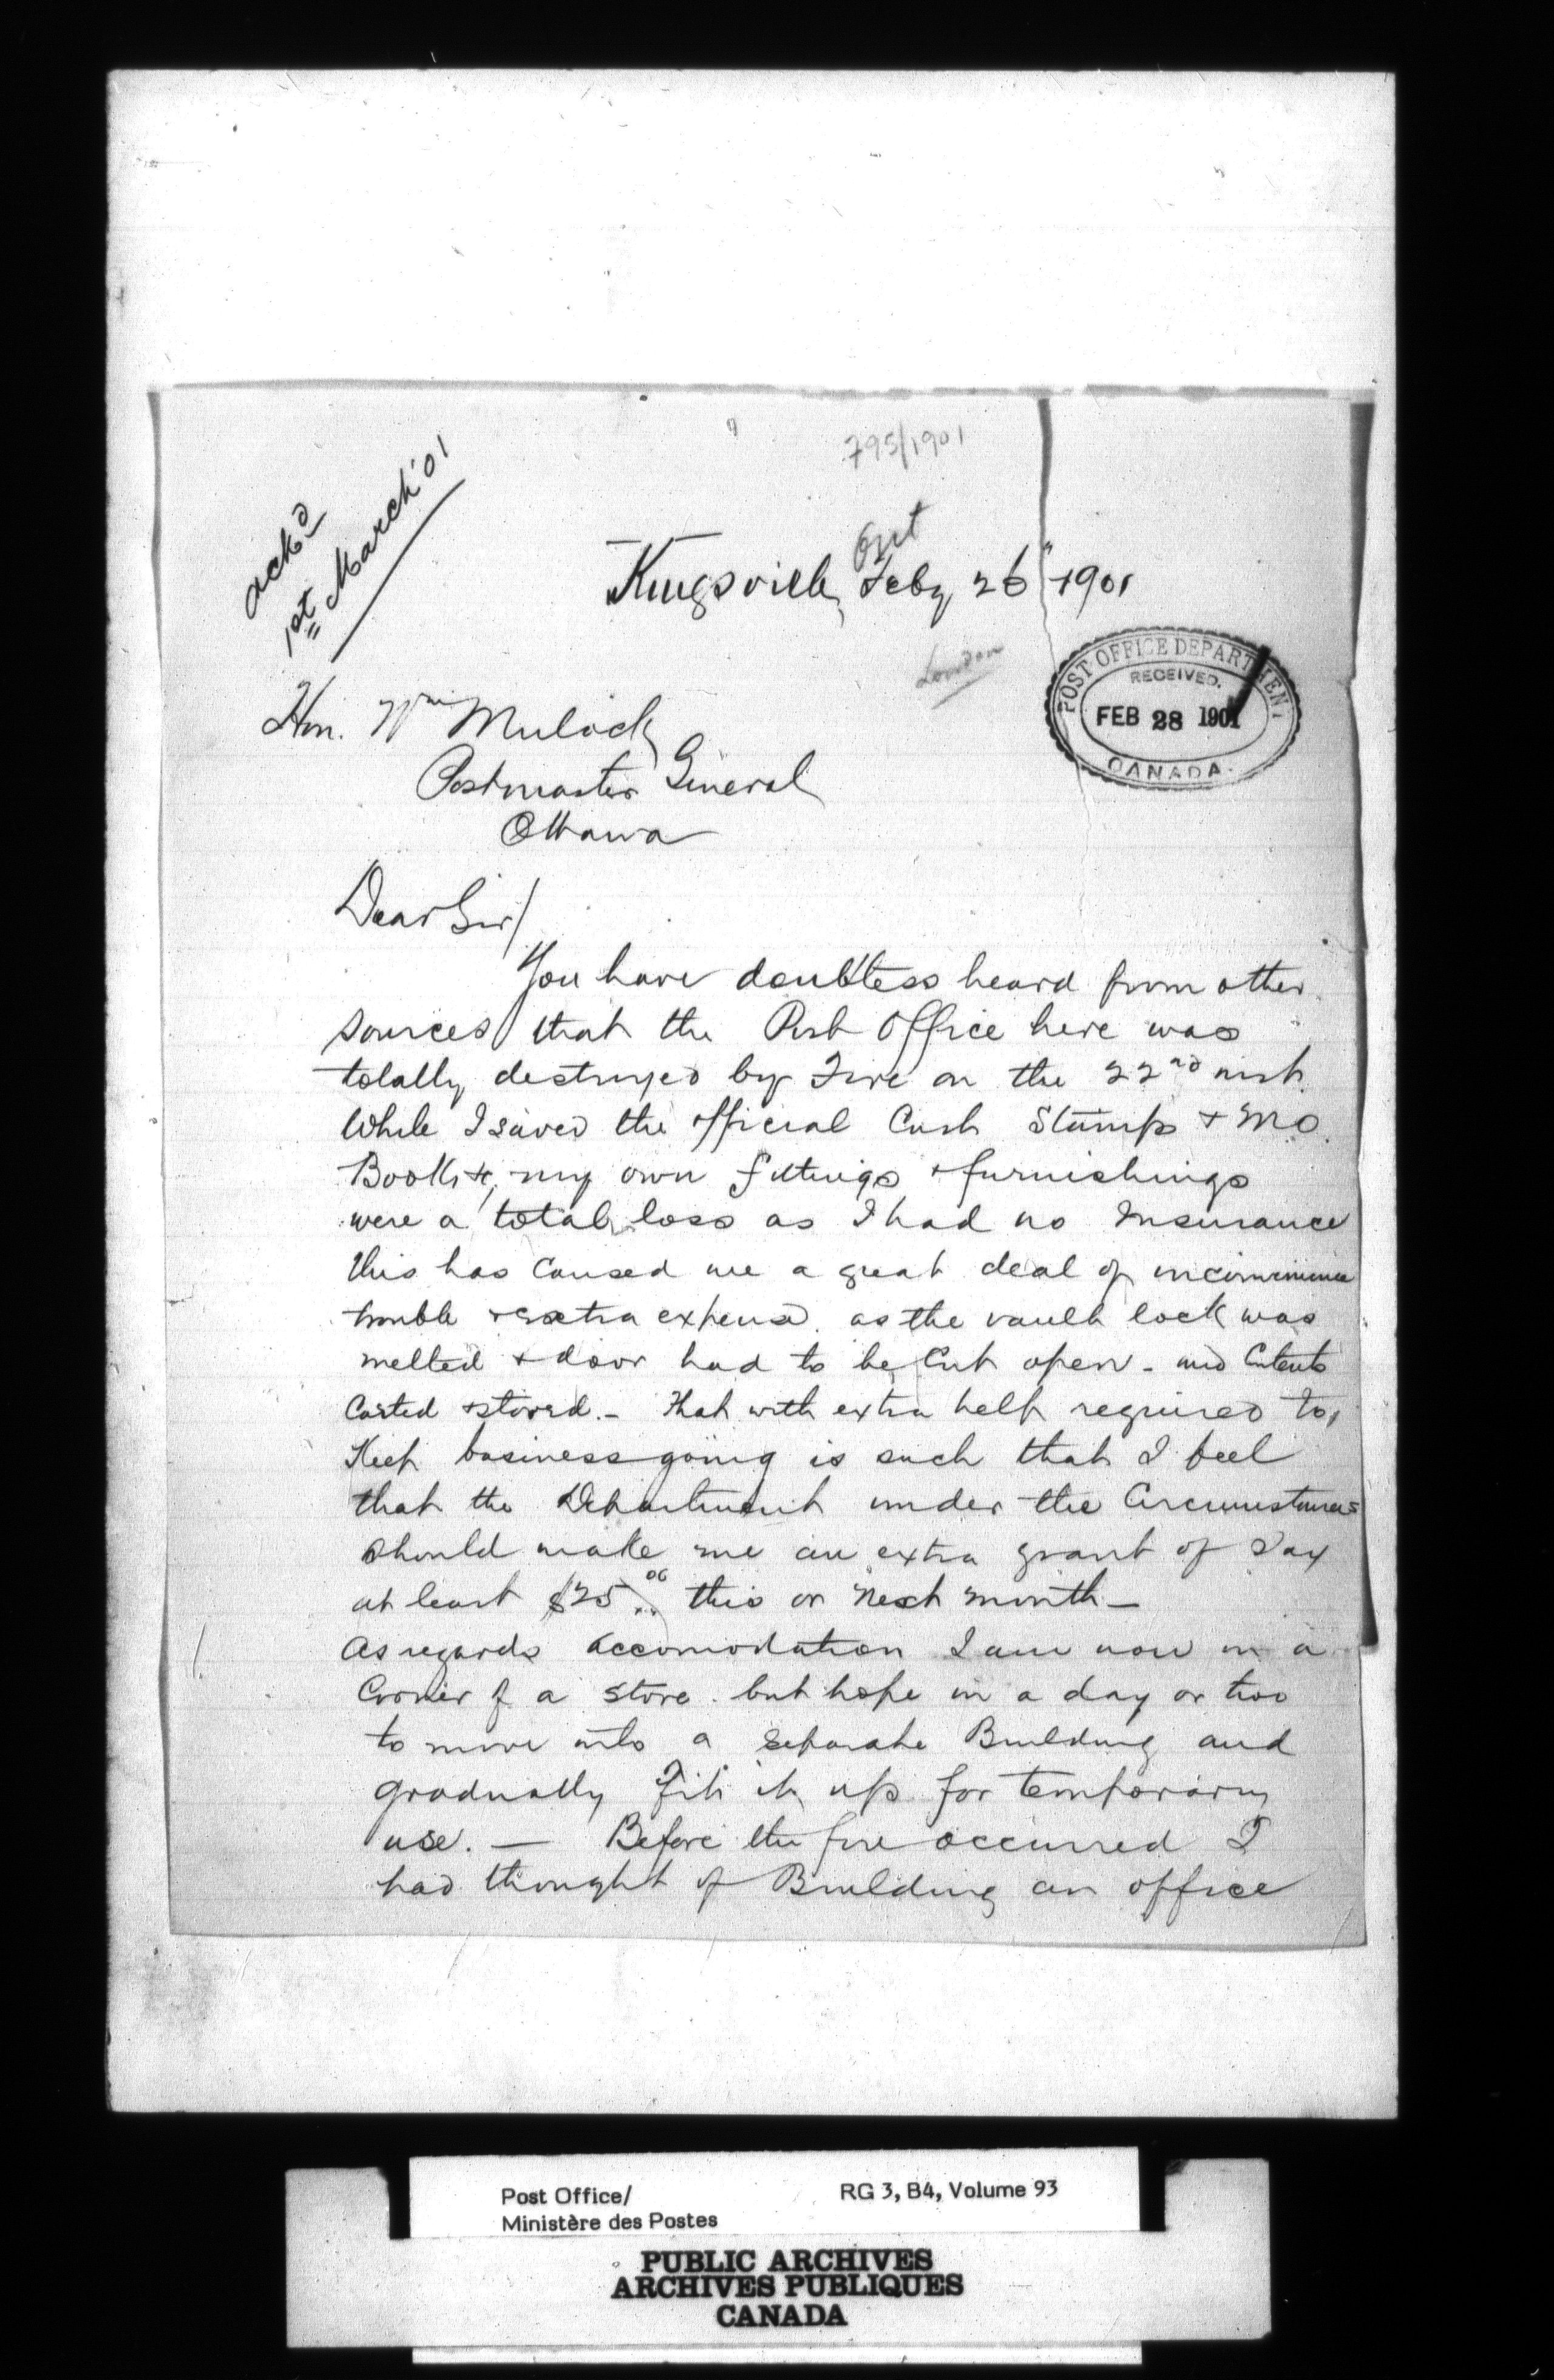 795/1901
Ackd
1st March '01
Ont
Kingsville, Feby 26" 1901
London
POST OFFICE DEPARTMENT
RECEIVED.
FEB 28 1901
CANADA.
Hon. Wm Mulock
Postmaster General
Ottawa
Dear Sir/
You have doubtless heard from other
sources that the Post Office here was
totally destroyed by Fire on the 22nd inst.
While I saved the official Cash Stamps & M O.
Books &c, my own fittings & furnishings
were a total loss as I had no Insurance
this has caused me a great deal of inconvenience
trouble & extra expense. as the vault lock was
melted & door had to be Cut open - and Contents
Carted & stored. - that with extra help required to
Keep business going is such that I feel
that the Department under the Circumstances
should make me an extra grant of Say
at least $25.00 this or next month -
As regards accomodation I am now in a
Corner of a store. but hope in a day or two
to move into a separate Building and
gradually Fit it up for temporary
use. - Before the fire occurred I
had thought of Building an office
Post Office/
Ministère des Postes
RG 3, B4, Volume 93
PUBLIC ARCHIVES
ARCHIVES PUBLIQUES
CANADA